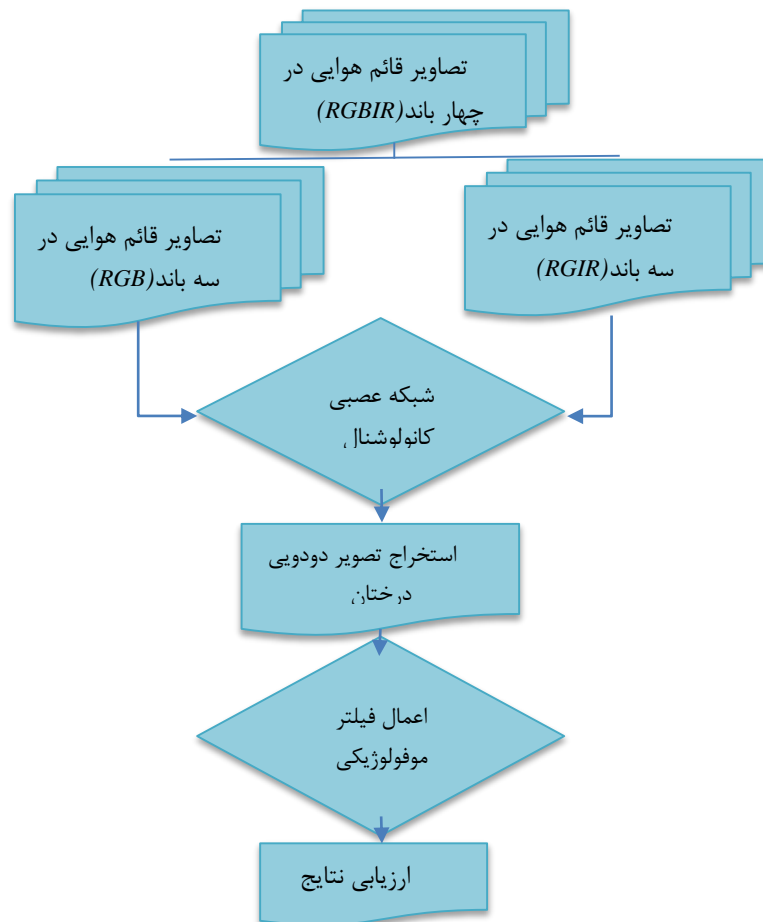 تصاویر قائم هوایی در
چهار باند(RGBIR)
تصاویر قائم هوایی در
سه باند(RGIR)
تصاویر قائم هوایی در
سه باند(RGB)
شبکه عصبی
کانولوشنال
استخراج تصویر دودویی
درختان
اعمال فیلتر
موفولوژیکی
ارزیابی نتایج